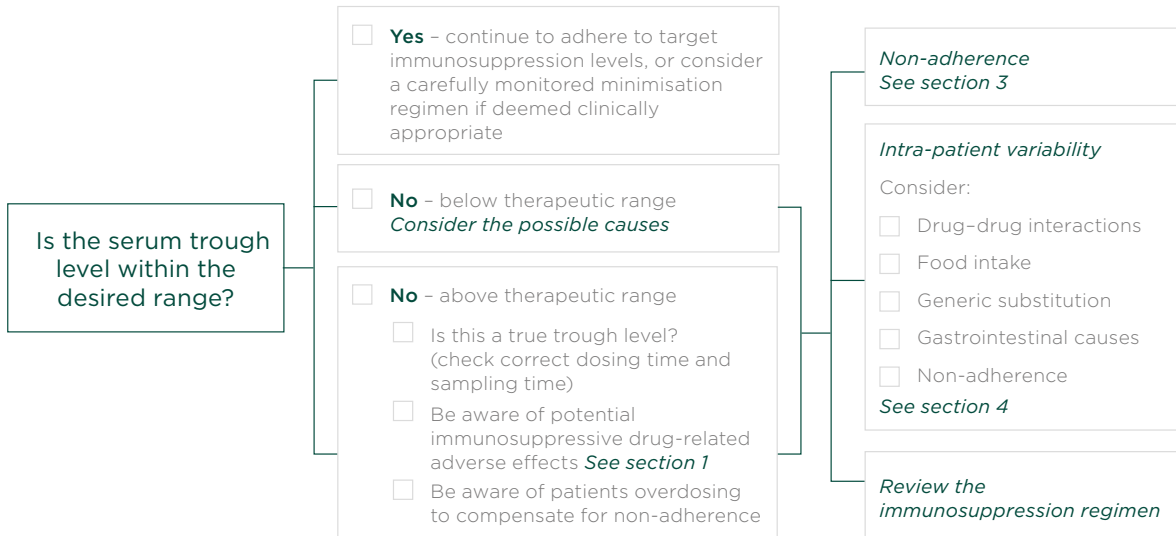 Is the serum trough
level within the
desired range?
Yes – continue to adhere to target
immunosuppression levels, or consider
a carefully monitored minimisation
regimen if deemed clinically
appropriate
No – below therapeutic range
Consider the possible causes
No – above therapeutic range
Is this a true trough level?
(check correct dosing time and
sampling time)
Be aware of potential
immunosuppressive drug-related
adverse effects See section 1
Be aware of patients overdosing
to compensate for non-adherence
Non-adherence
See section 3
Intra-patient variability
Consider:
Drug–drug interactions
Food intake
Generic substitution
Gastrointestinal causes
Non-adherence
See section 4
Review the
immunosuppression regimen